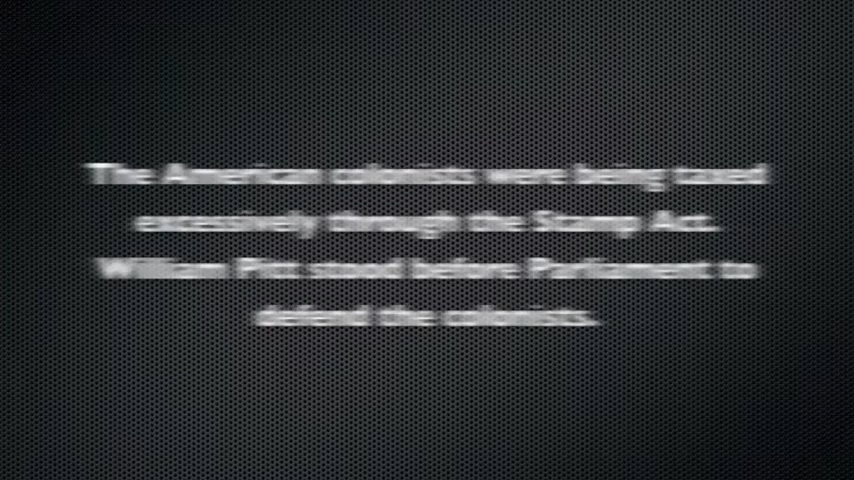 The American colonists were being taxed
excessively through the Stamp Act.
William Pitt stood before Parliament to
defend the colonists.